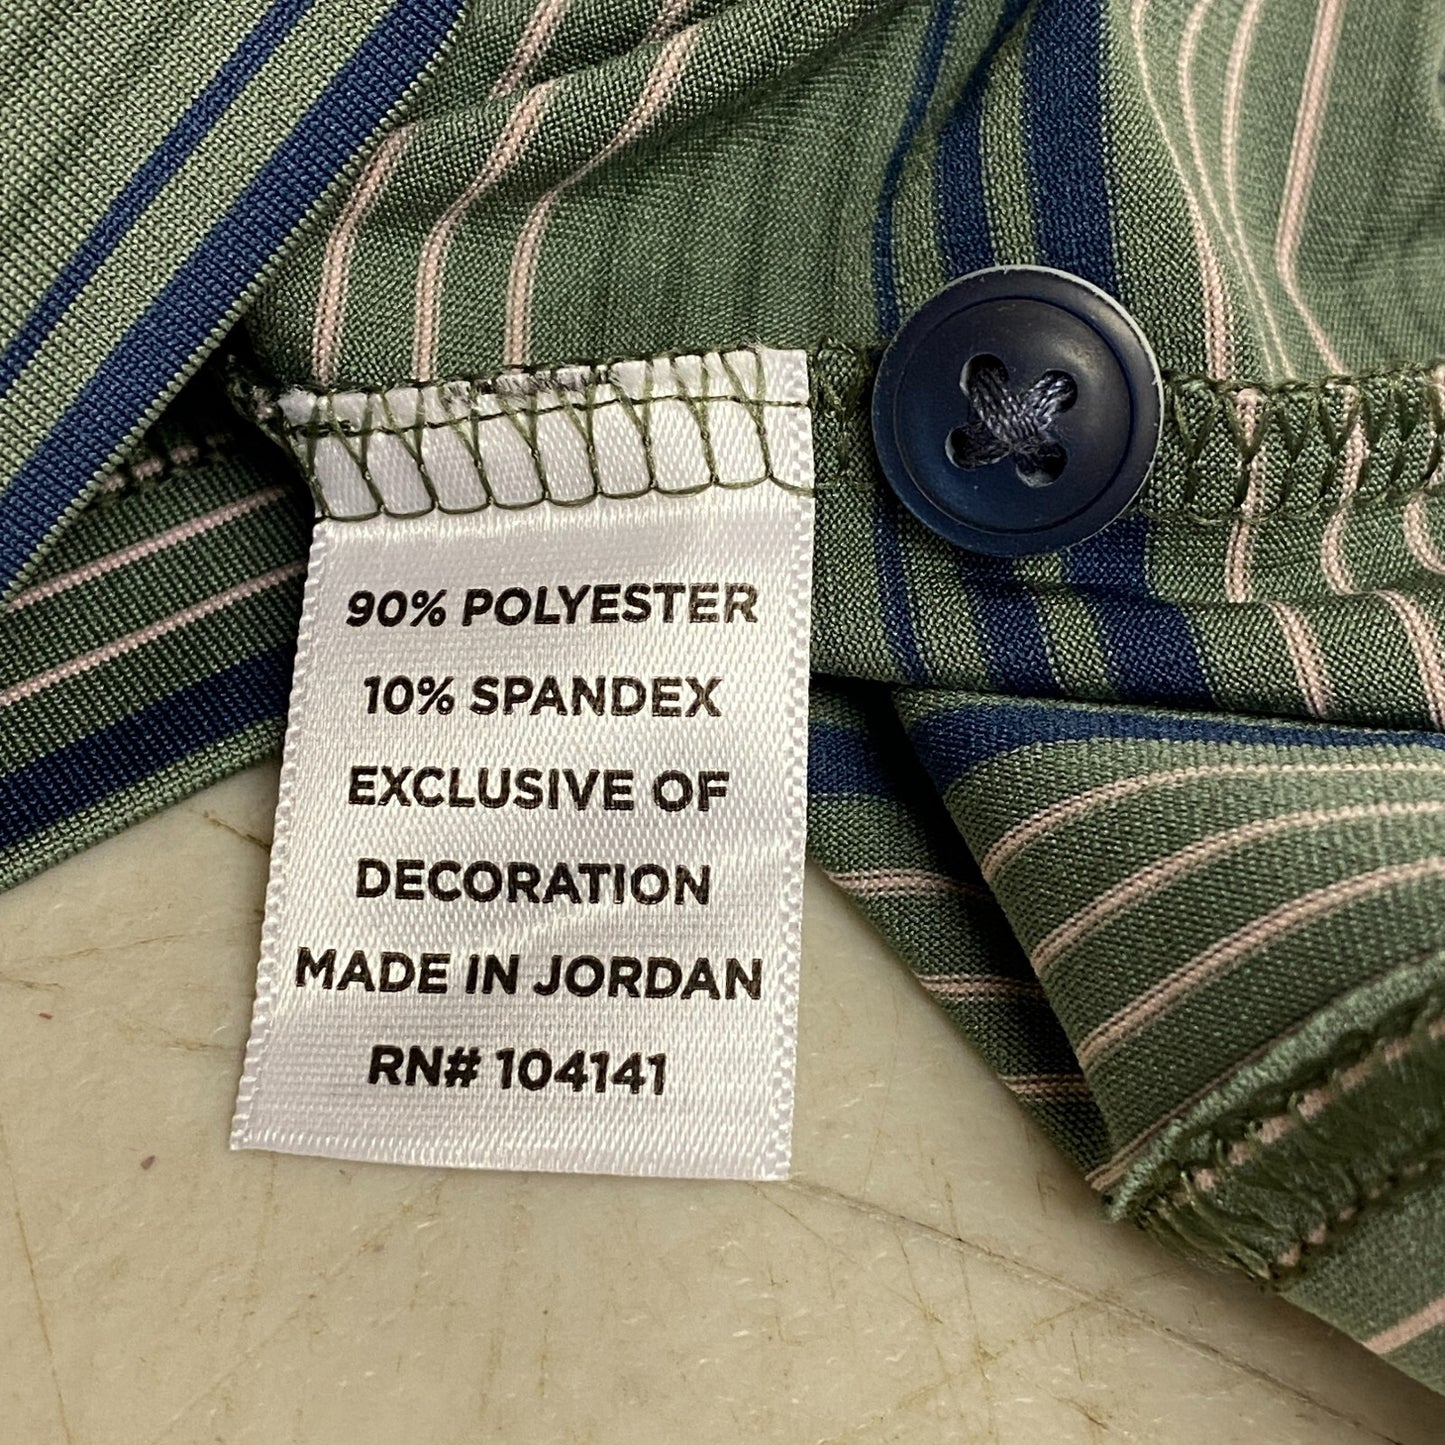 90% POLYESTER
10% SPANDEX
EXCLUSIVE OF
DECORATION
MADE IN JORDAN
RN# 104141